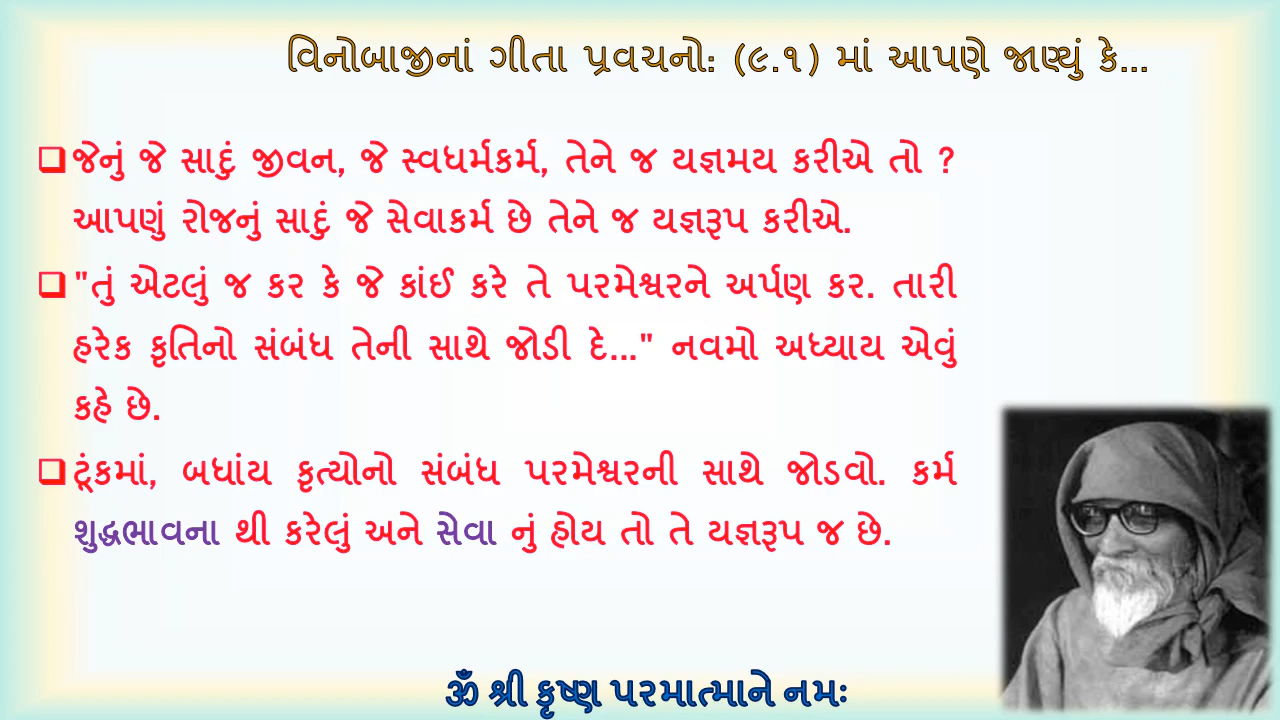 વિનોબાજીનાં ગીતા પ્રવચનો: (૯.૧) માં આપણે જાણ્યું કે...
જેનું જે સાદું જીવન, જે સ્વધર્મકર્મ, તેને જ યજ્ઞમય કરીએ તો ?
આપણું રોજનું સાદું જે સેવાકર્મ છે તેને જ યજ્ઞરૂપ કરીએ.
"તું એટલું જ કર કે જે કાંઈ કરે તે પરમેશ્વરને અર્પણ કર. તારી
હરેક કૃતિનો સંબંધ તેની સાથે જોડી દે..." નવમો અધ્યાય એવું
કહે છે.
ટૂંકમાં, બધાંય કૃત્યોનો સંબંધ પરમેશ્વરની સાથે જોડવો. કર્મ
શુદ્ધભાવના થી કરેલું અને સેવા નું હોય તો તે યજ્ઞરૂપ જ છે.
ૐ શ્રી કૃષ્ણ પરમાત્માને નમઃ